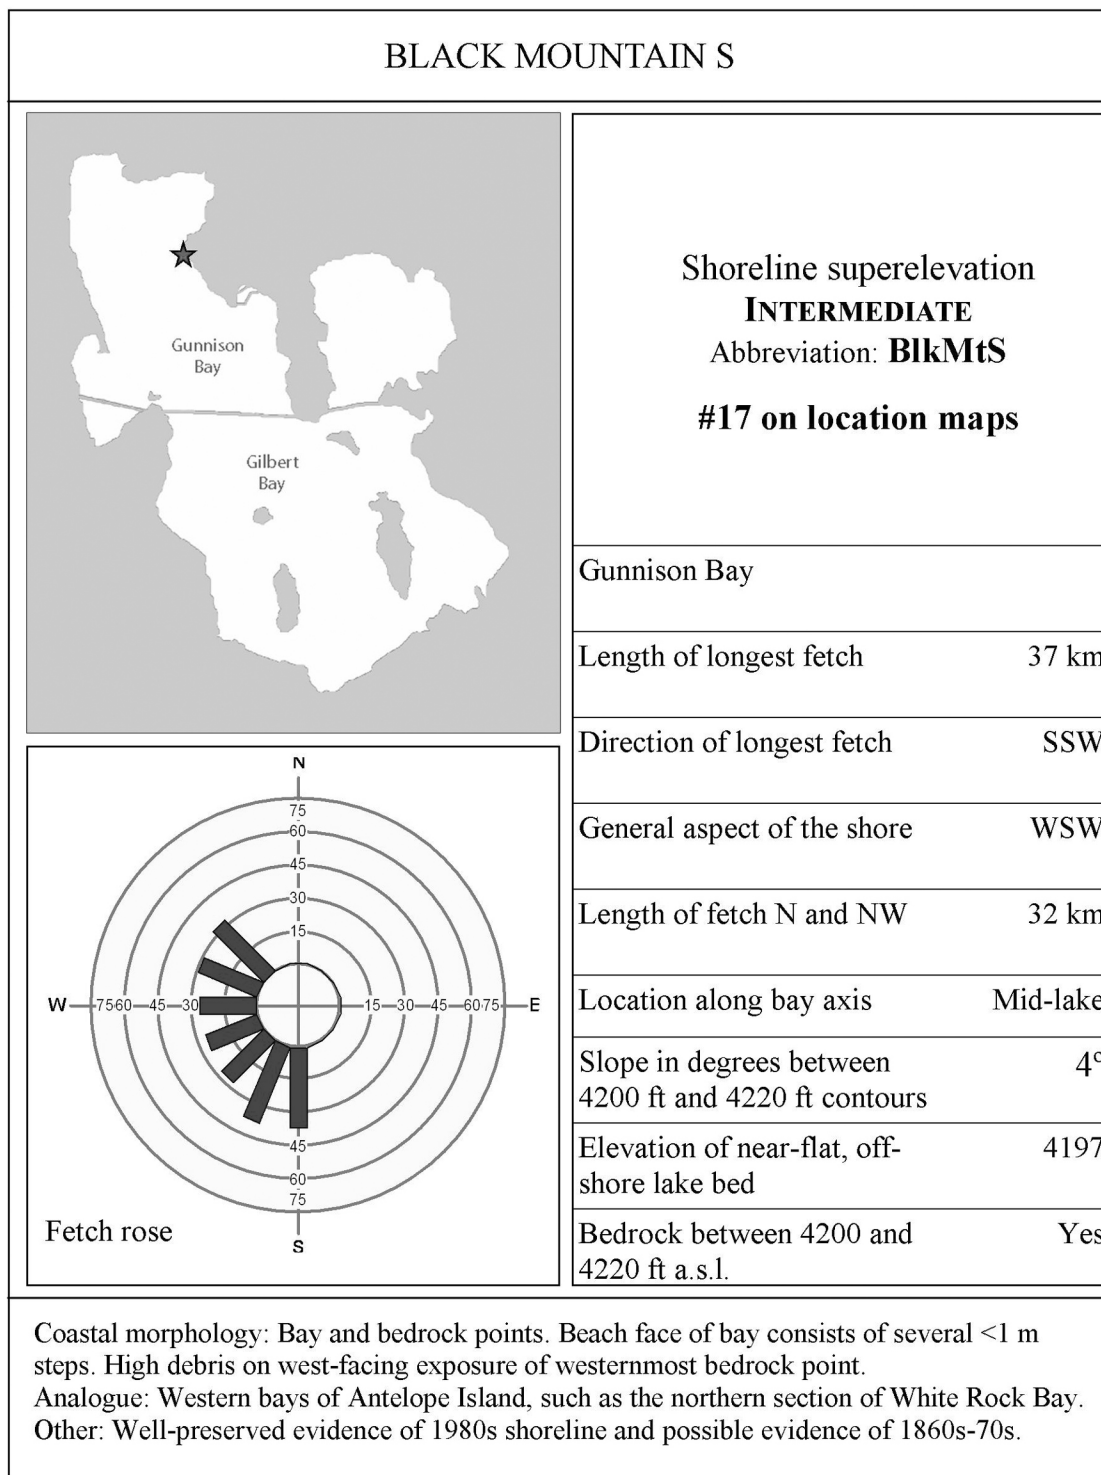 BLACK MOUNTAIN S
Gunnison
Bay
Gilbert
Bay
Shoreline superelevation
INTERMEDIATE
Abbreviation: BlkMtS
#17 on location maps
Gunnison Bay
Length of longest fetch 37 km
Direction of longest fetch SSW
General aspect of the shore WSW
Length of fetch N and NW 32 km
Location along bay axis Mid-lake
Slope in degrees between 4°
4200 ft and 4220 ft contours
Elevation of near-flat, off- 4197
shore lake bed
Bedrock between 4200 and Yes
4220 ft a.s.l.
N
75
60
45
30
15
W 75 60 45 30 15 30 45 60 75 E
45
60
75
S
Fetch rose
Coastal morphology: Bay and bedrock points. Beach face of bay consists of several <1 m
steps. High debris on west-facing exposure of westernmost bedrock point.
Analogue: Western bays of Antelope Island, such as the northern section of White Rock Bay.
Other: Well-preserved evidence of 1980s shoreline and possible evidence of 1860s-70s.